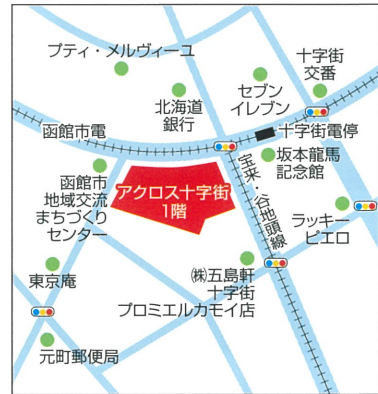 プティ・メルヴィーユ
十字街
交番
セブン
イレブン
北海道
銀行
函館市電
十字街電停
坂本龍馬
記念館
函館市
地域交流
まちづくり
センター
アクロス十字街
1階
宝来・谷地頭線
ラッキー
ピエロ
東京庵
㈱五島軒
十字街
プロミエルカモイ店
元町郵便局